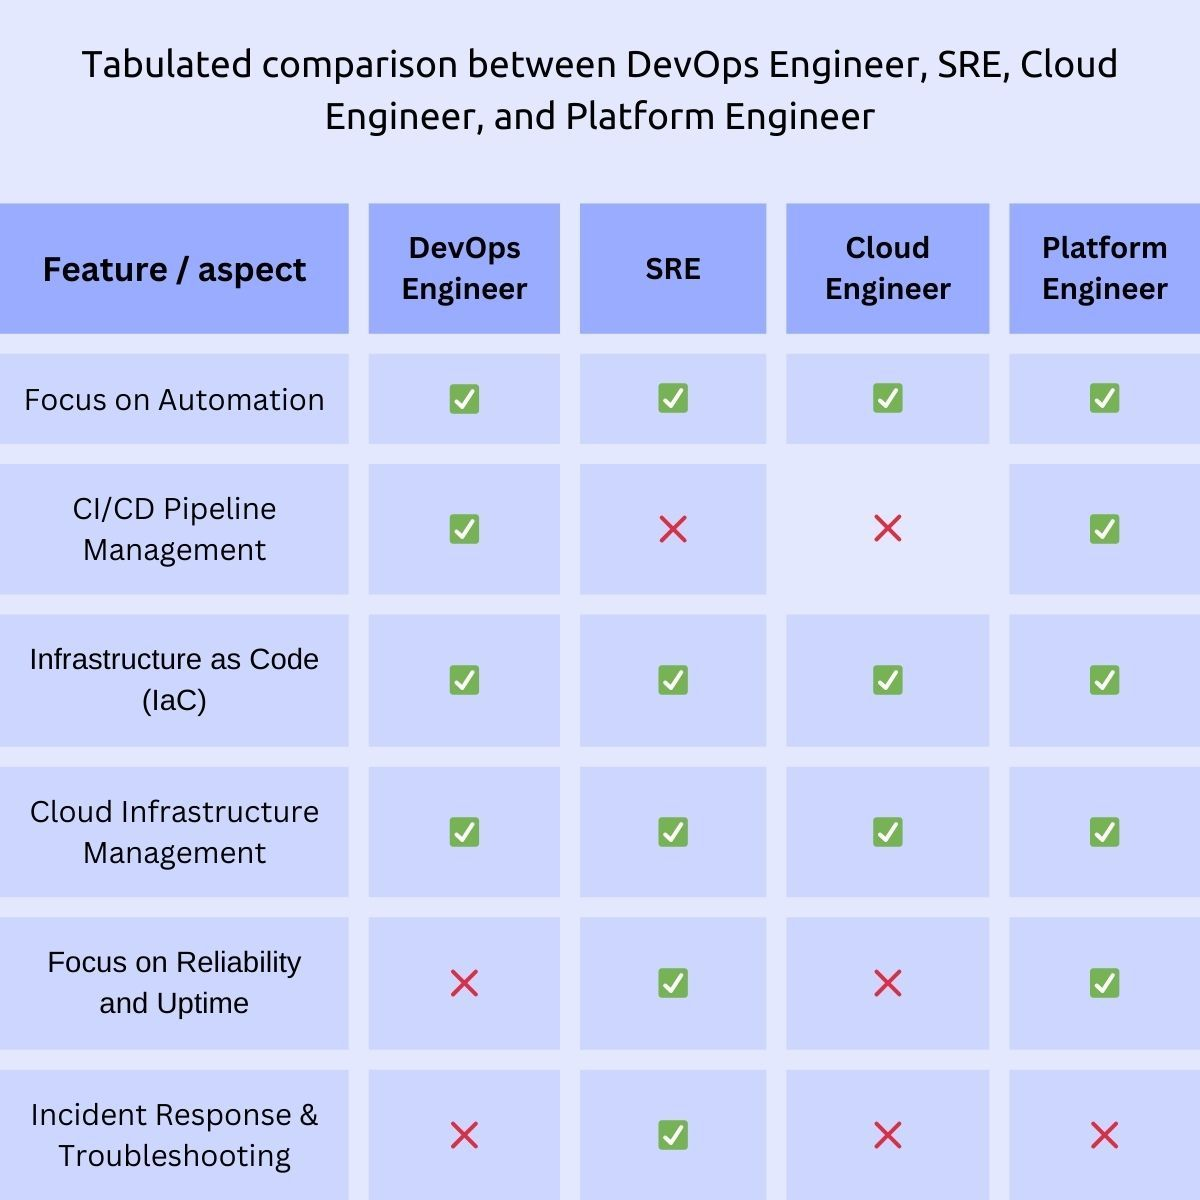 Tabulated comparison between DevOps Engineer, SRE, Cloud
Engineer, and Platform Engineer
Feature / aspect
DevOps
Engineer
SRE
Cloud
Engineer
Platform
Engineer
Focus on Automation
✅ ✅ ✅ ✅
CI/CD Pipeline
Management
✅ ❌ ❌ ✅
Infrastructure as Code
(IaC)
✅ ✅ ✅ ✅
Cloud Infrastructure
Management
✅ ✅ ✅ ✅
Focus on Reliability
and Uptime
❌ ✅ ❌ ✅
Incident Response &
Troubleshooting
❌ ✅ ❌ ❌